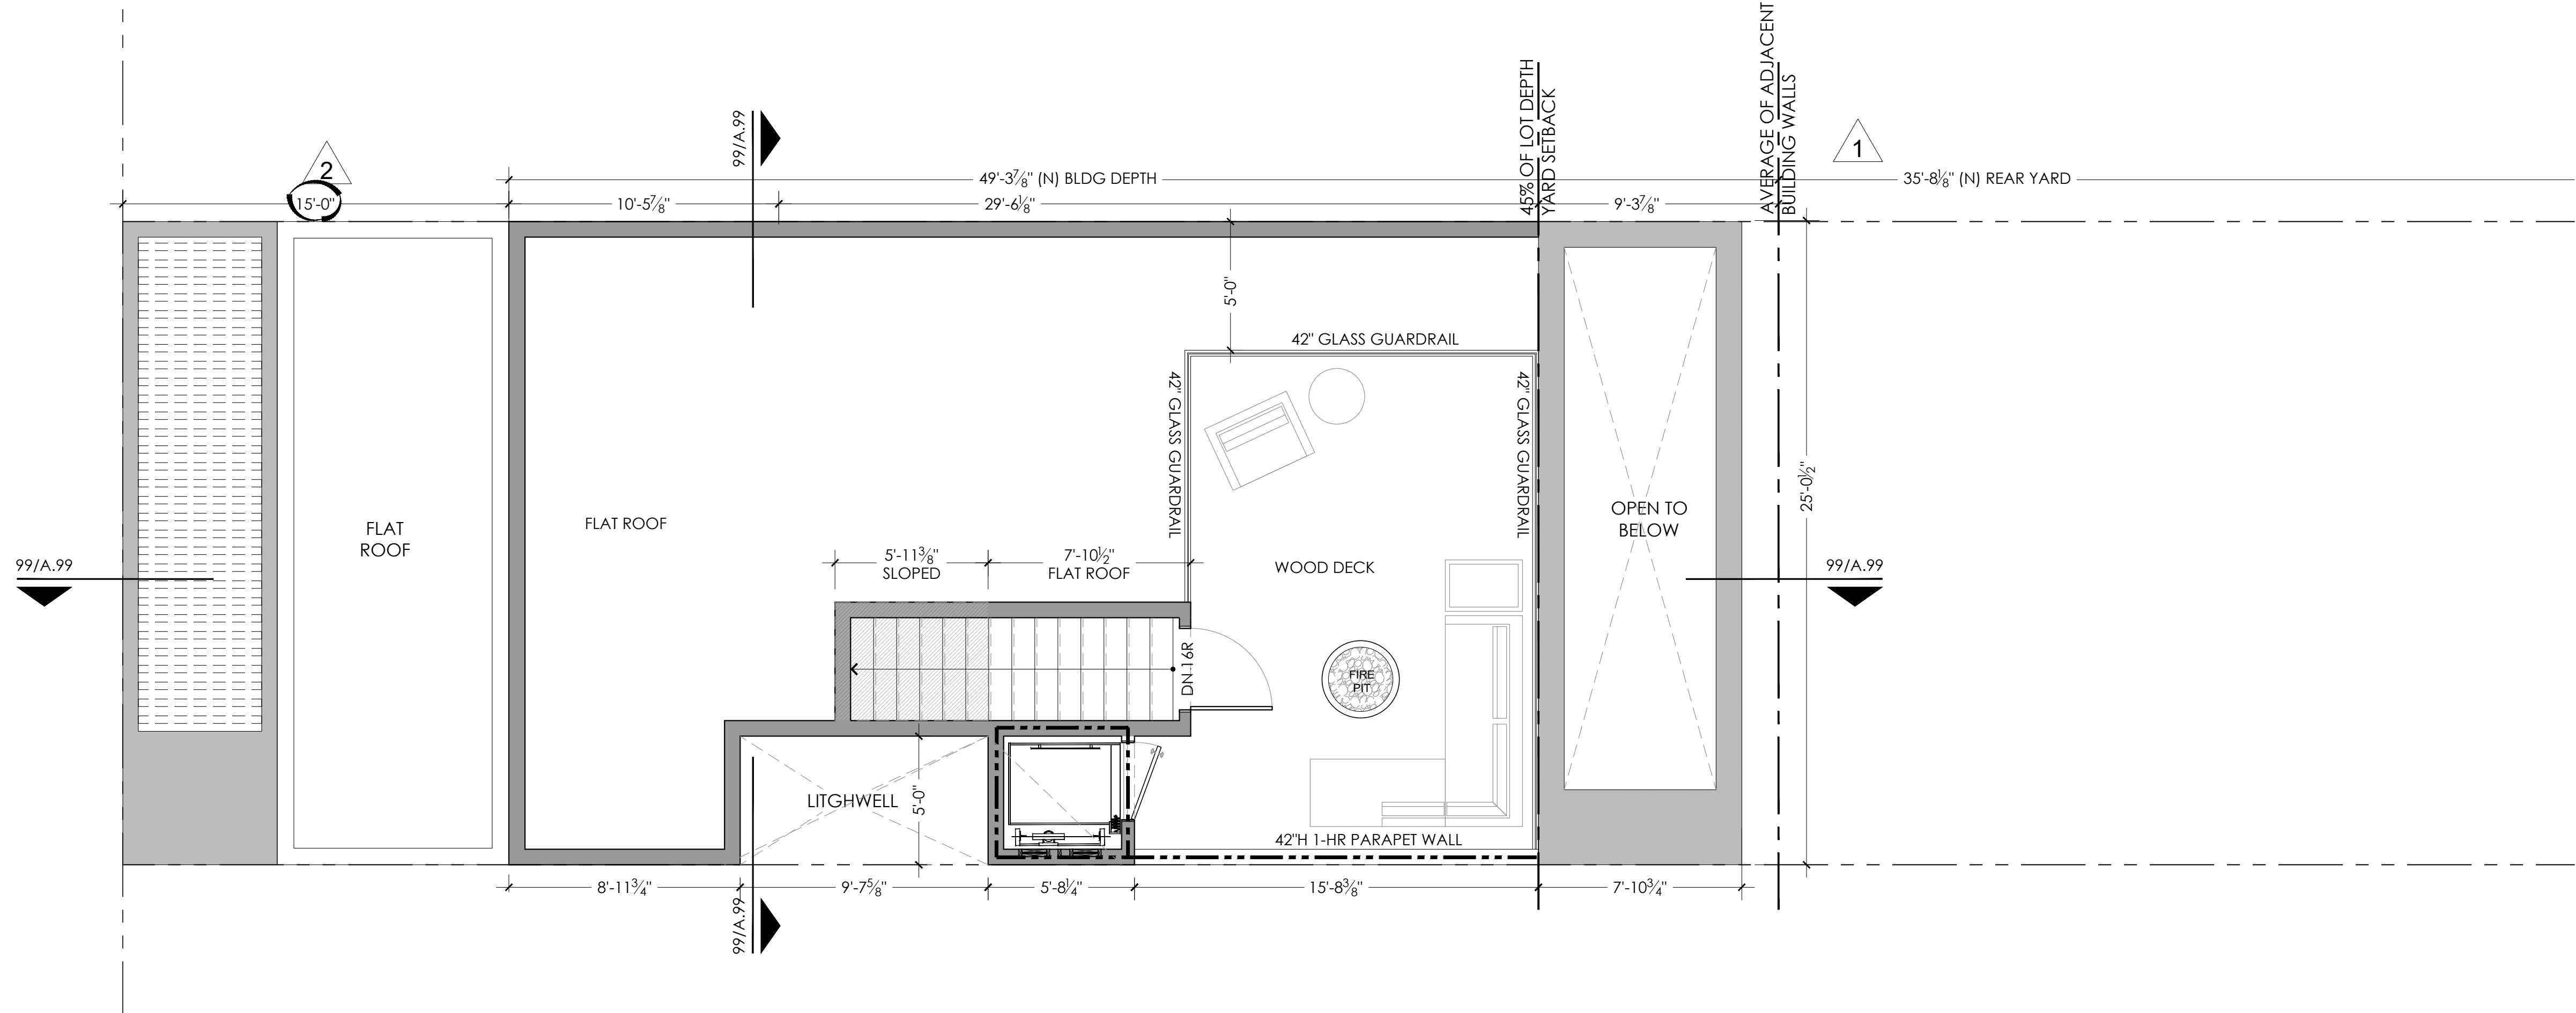 AVERAGE OF ADJACENT
BUILDING WALLS
45% OF LOT DEPTH
YARD SETBACK
99/A.99
2
1
49'-3⅞" (N) BLDG DEPTH
35'-8⅛" (N) REAR YARD
15'-0"
10'-5⅞"
29'-6⅛"
9'-3⅞"
5'-0"
42" GLASS GUARDRAIL
42" GLASS GUARDRAIL
42" GLASS GUARDRAIL
25'-0½"
FLAT
ROOF
FLAT ROOF
OPEN TO
BELOW
5'-11⅜"
SLOPED
7'-10½"
FLAT ROOF
WOOD DECK
99/A.99
99/A.99
DN 16R
FIRE
PIT
LITGHWELL
5'-0"
42"H 1-HR PARAPET WALL
8'-11¾"
9'-7⅝"
5'-8¼"
15'-8⅜"
7'-10¾"
99/A.99